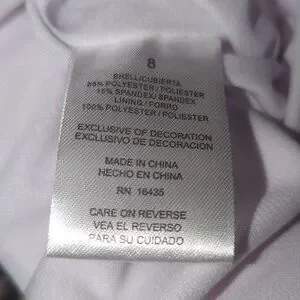 8
SHELL/CUBIERTA
85% POLYESTER/POLIESTER
15% SPANDEX/SPANDEX
LINING/FORRO
100% POLYESTER/POLIESTER
EXCLUSIVE OF DECORATION
EXCLUSIVO DE DECORACION
MADE IN CHINA
HECHO EN CHINA
RN 16435
CARE ON REVERSE
VEA EL REVERSO
PARA SU CUIDADO